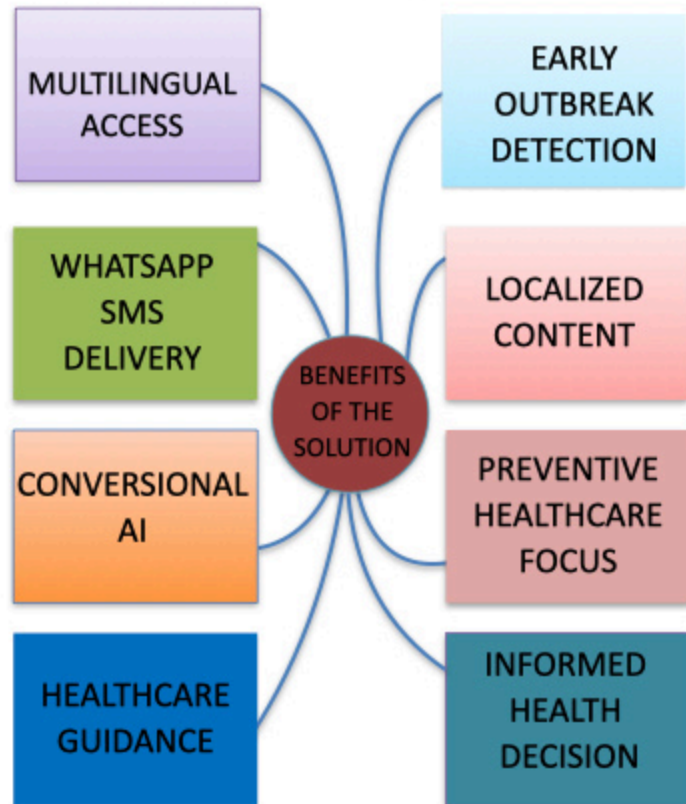 MULTILINGUAL
ACCESS
EARLY
OUTBREAK
DETECTION
WHATSAPP
SMS
DELIVERY
LOCALIZED
CONTENT
BENEFITS
OF THE
SOLUTION
CONVERSIONAL
AI
PREVENTIVE
HEALTHCARE
FOCUS
HEALTHCARE
GUIDANCE
INFORMED
HEALTH
DECISION